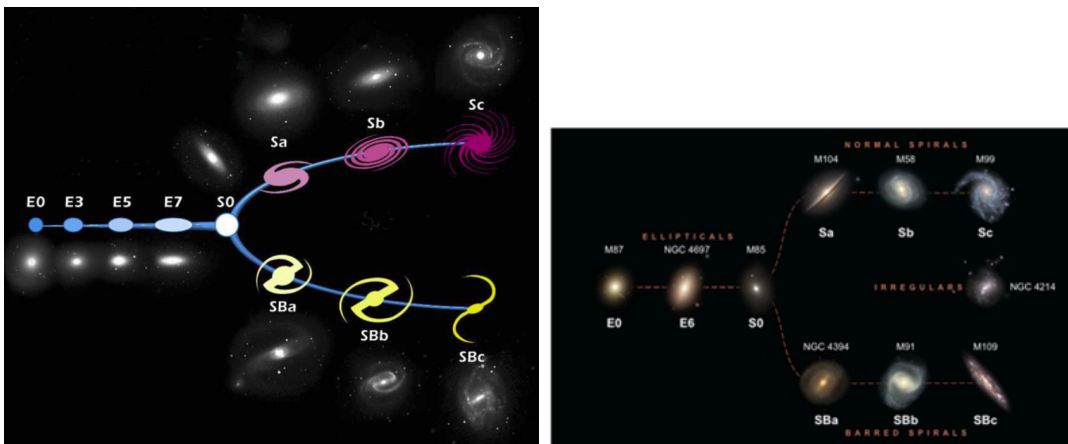 Sc
Sb
Sa
E0 E3 E5 E7 S0
SBa
SBb
SBc
NORMAL SPIRALS
M104 M58 M99
Sa Sb Sc
ELLIPTICALS
M87 NGC 4697 M85
IRREGULARS NGC 4214
E0 E6 S0
NGC 4394 M91 M109
SBa SBb SBc
BARRED SPIRALS